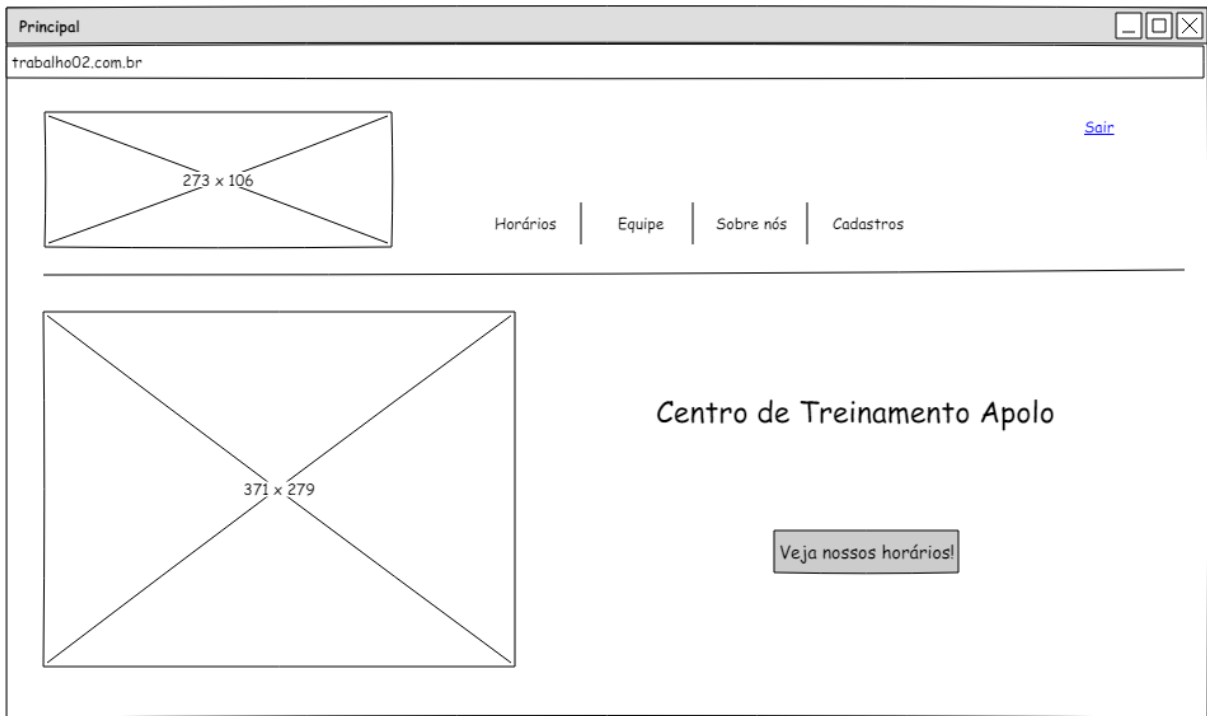 Principal
trabalho02.com.br
Sair
273 x 106
Horários
Equipe
Sobre nós
Cadastros
Centro de Treinamento Apolo
371 x 279
Veja nossos horários!